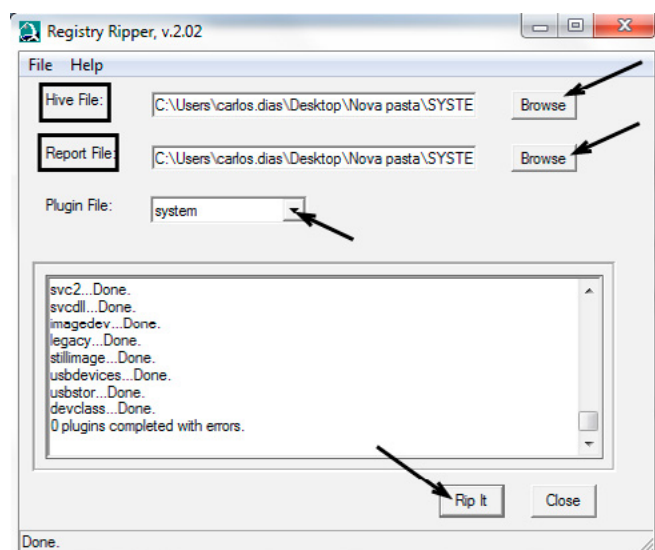 Registry Ripper, v.2.02
File Help
Hive File: C:\Users\carlos.dias\Desktop\Nova pasta\SYSTE Browse
Report File: C:\Users\carlos.dias\Desktop\Nova pasta\SYSTE Browse
Plugin File: system
svc2...Done.
svcdll...Done.
imagedev...Done.
legacy...Done.
stillimage...Done.
usbdevices...Done.
usbstor...Done.
devclass...Done.
0 plugins completed with errors.
Rip It Close
Done.